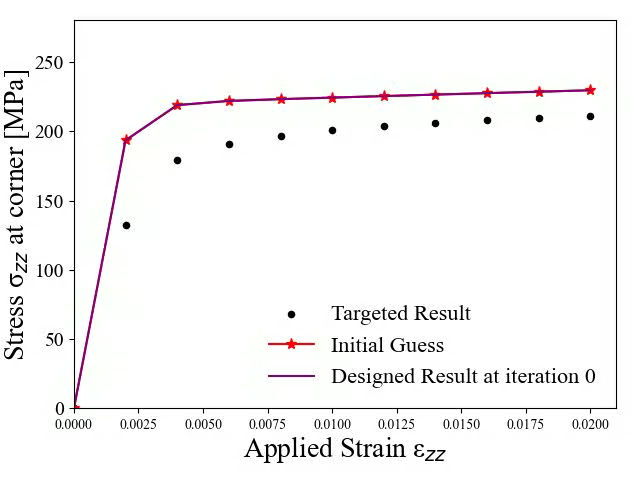 250
200
150
100
50
0
Stress σzz at corner [MPa]
Targeted Result
Initial Guess
Designed Result at iteration 0
0.0000 0.0025 0.0050 0.0075 0.0100 0.0125 0.0150 0.0175 0.0200
Applied Strain εzz